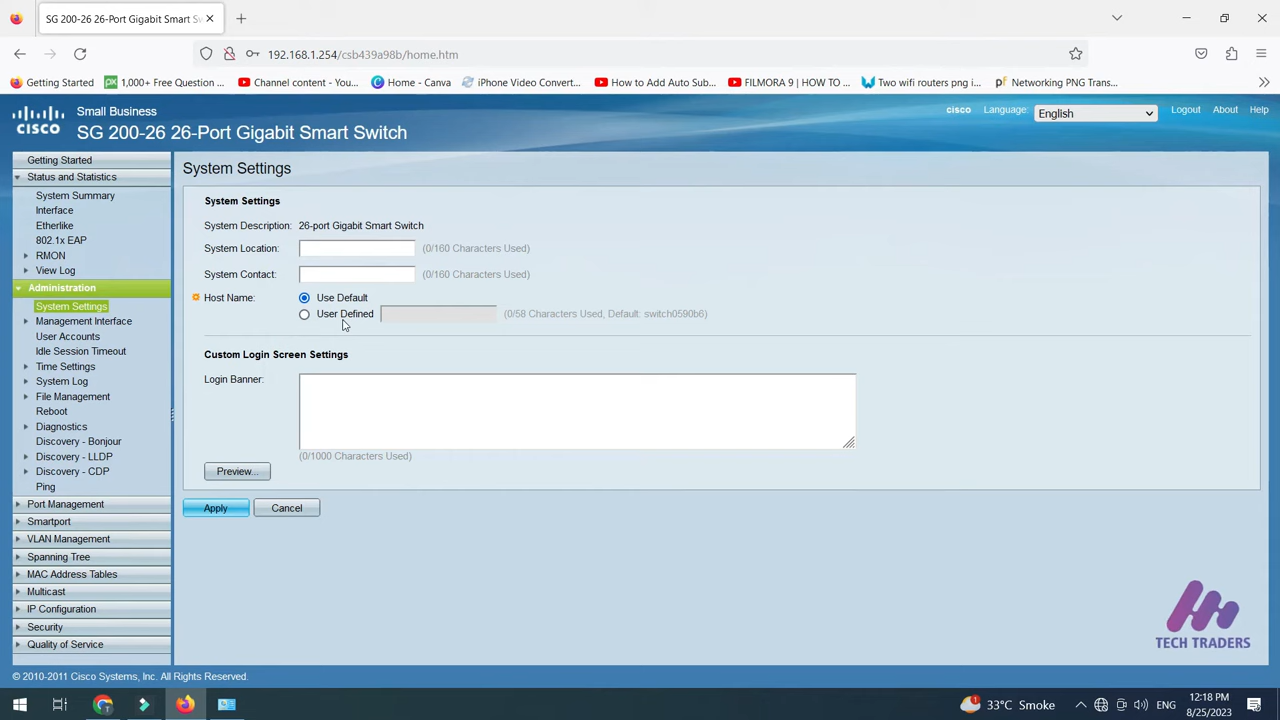 SG 200-26 26-Port Gigabit Smart Sw
192.168.1.254/csb439a98b/home.htm
Getting Started
1,000+ Free Question ...
Channel content - You...
Home - Canva
iPhone Video Convert...
How to Add Auto Sub...
FILMORA 9 | HOW TO ...
Two wifi routers png i...
Networking PNG Trans...
Small Business
CISCO
SG 200-26 26-Port Gigabit Smart Switch
cisco
Language:
English
Logout
About
Help
Getting Started
Status and Statistics
System Summary
Interface
Etherlike
802.1x EAP
RMON
View Log
Administration
System Settings
Management Interface
User Accounts
Idle Session Timeout
Time Settings
System Log
File Management
Reboot
Diagnostics
Discovery - Bonjour
Discovery - LLDP
Discovery - CDP
Ping
Port Management
Smartport
VLAN Management
Spanning Tree
MAC Address Tables
Multicast
IP Configuration
Security
Quality of Service
System Settings
System Settings
System Description: 26-port Gigabit Smart Switch
System Location: (0/160 Characters Used)
System Contact: (0/160 Characters Used)
Host Name: Use Default
User Defined (0/58 Characters Used, Default: switch0590b6)
Custom Login Screen Settings
Login Banner:
(0/1000 Characters Used)
Preview...
Apply
Cancel
TECH TRADERS
© 2010-2011 Cisco Systems, Inc. All Rights Reserved.
33°C Smoke
ENG
12:18 PM
8/25/2023